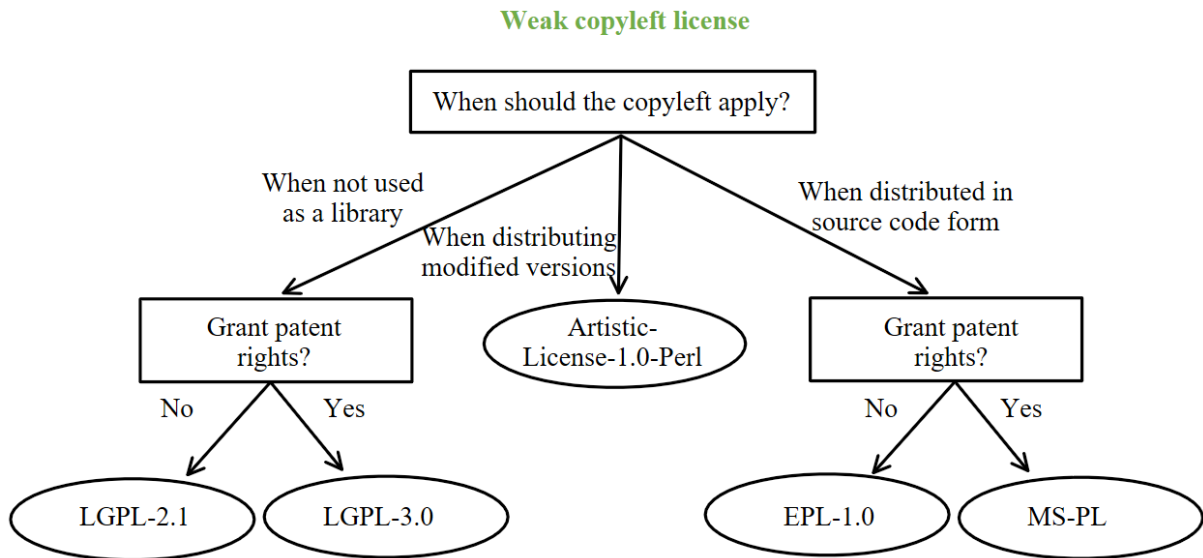 Weak copyleft license
When should the copyleft apply?
When not used
as a library
When distributing
modified versions
When distributed in
source code form
Grant patent
rights?
Artistic-
License-1.0-Perl
Grant patent
rights?
No
Yes
No
Yes
LGPL-2.1
LGPL-3.0
EPL-1.0
MS-PL